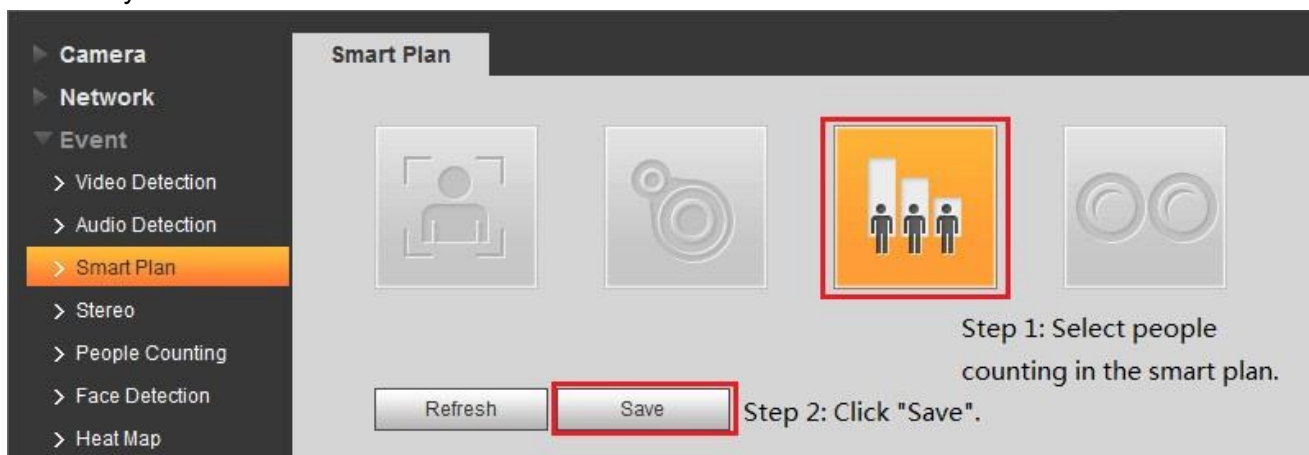 Camera
Smart Plan
Network
Event
Video Detection
Audio Detection
Smart Plan
Stereo
People Counting
Face Detection
Heat Map
Step 1: Select people
counting in the smart plan.
Refresh
Save
Step 2: Click "Save".